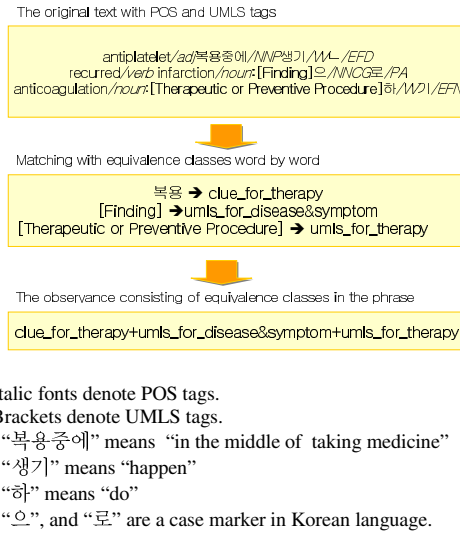 The original text with POS and UMLS tags
antiplatelet/adj복용중에/NNP생기/VV ㄴ /EFD
recurred/verb infarction/noun:[Finding]으/NNCG로/PA
anticoagulation/noun:[Therapeutic or Preventive Procedure]하/VV기/EFN
Matching with equivalence classes word by word
복용 ➔ clue_for_therapy
[Finding] ➔umls_for_disease&symptom
[Therapeutic or Preventive Procedure] ➔ umls_for_therapy
The observance consisting of equivalence classes in the phrase
clue_for_therapy+umls_for_disease&symptom+umls_for_therapy
talic fonts denote POS tags.
Brackets denote UMLS tags.
“복용중에” means “in the middle of taking medicine”
“생기” means “happen”
“하” means “do”
“으”, and “로” are a case marker in Korean language.